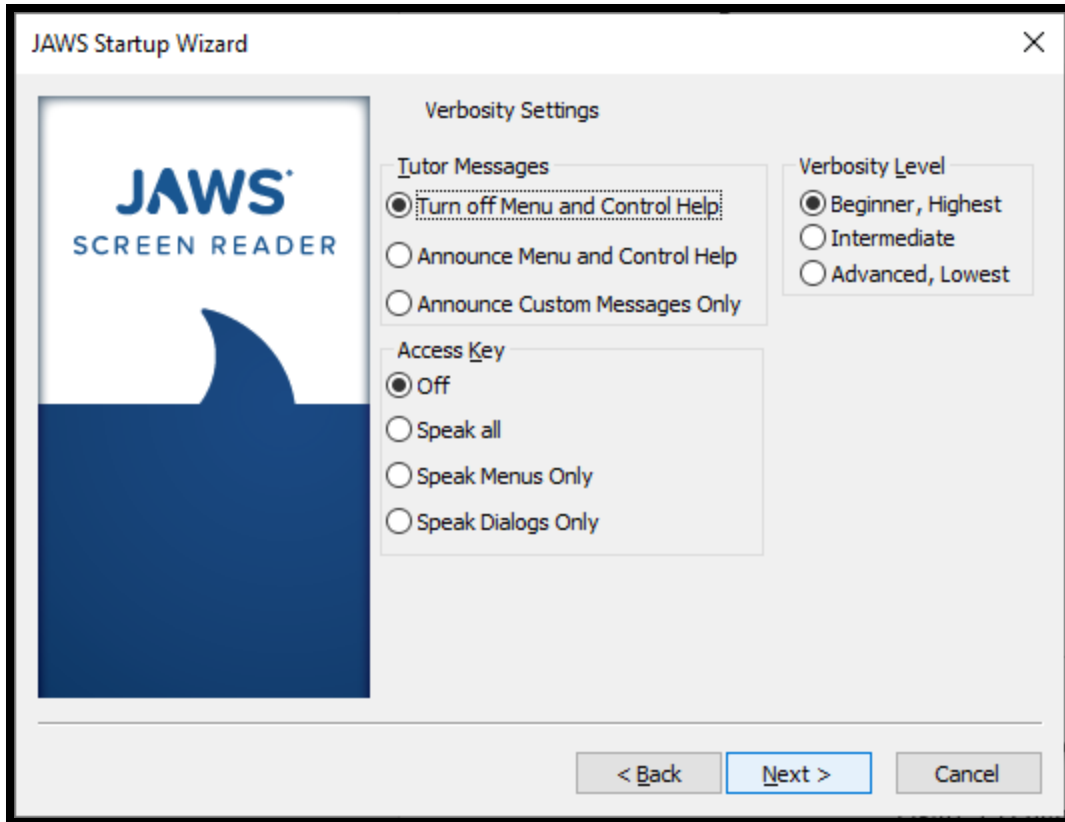 JAWS Startup Wizard
JAWS
SCREEN READER
Verbosity Settings
Tutor Messages
Turn off Menu and Control Help
Announce Menu and Control Help
Announce Custom Messages Only
Verbosity Level
Beginner, Highest
Intermediate
Advanced, Lowest
Access Key
Off
Speak all
Speak Menus Only
Speak Dialogs Only
< Back
Next >
Cancel